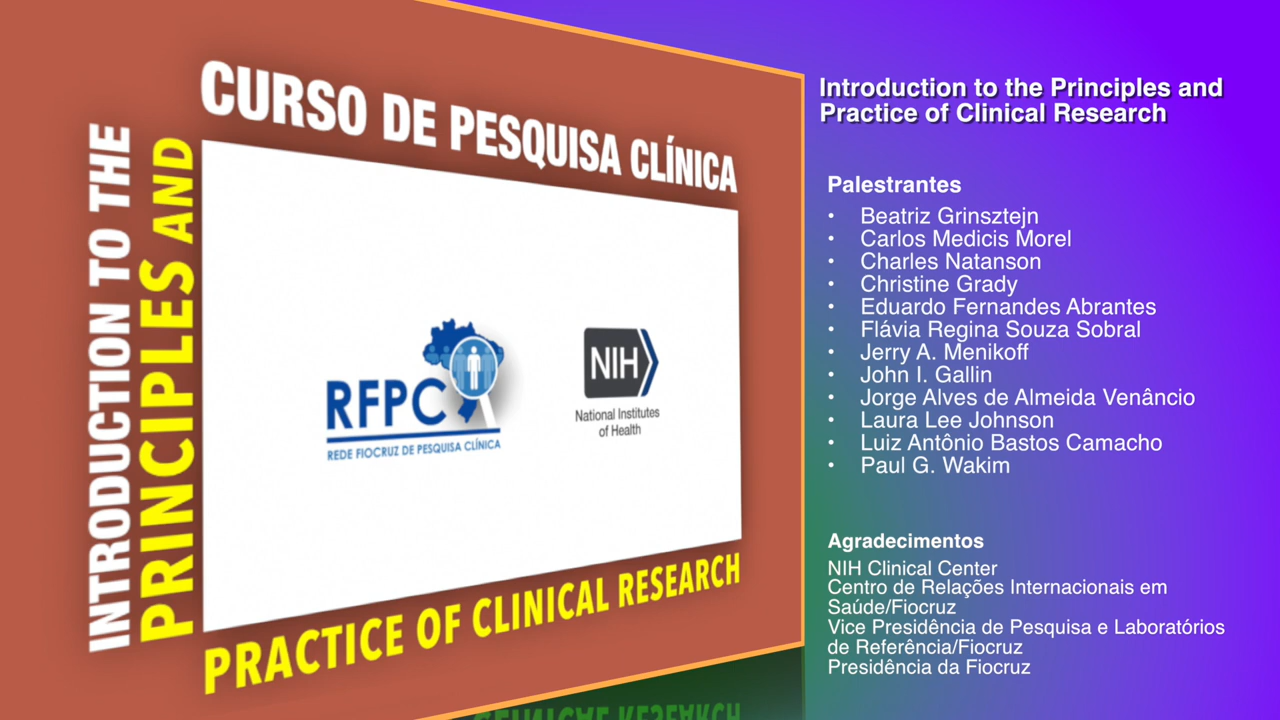 CURSO DE PESQUISA CLÍNICA
INTRODUCTION TO THE
PRINCIPLES AND
PRACTICE OF CLINICAL RESEARCH
RFPC
REDE FIOCRUZ DE PESQUISA CLÍNICA
NIH
National Institutes
of Health
Introduction to the Principles and
Practice of Clinical Research
Palestrantes
• Beatriz Grinsztejn
• Carlos Medicis Morel
• Charles Natanson
• Christine Grady
• Eduardo Fernandes Abrantes
• Flávia Regina Souza Sobral
• Jerry A. Menikoff
• John I. Gallin
• Jorge Alves de Almeida Venâncio
• Laura Lee Johnson
• Luiz Antônio Bastos Camacho
• Paul G. Wakim
Agradecimentos
NIH Clinical Center
Centro de Relações Internacionais em
Saúde/Fiocruz
Vice Presidência de Pesquisa e Laboratórios
de Referência/Fiocruz
Presidência da Fiocruz